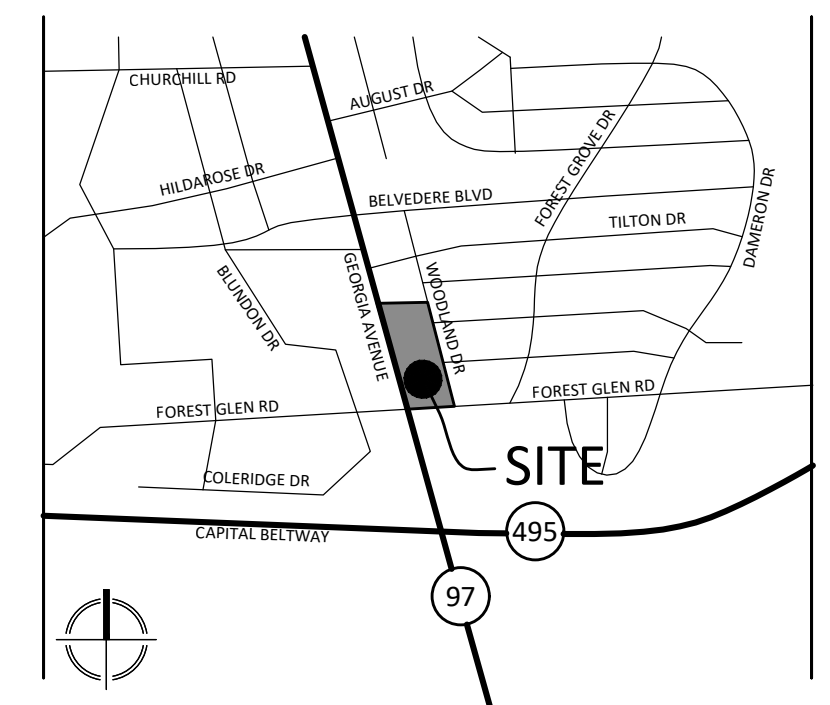 CHURCHILL RD
AUGUST DR
HILDAROSE DR
FOREST GROVE DR
BELVEDERE BLVD
TILTON DR
DAMERON DR
GEORGIA AVENUE
WOODLAND DR
BLUNDON DR
FOREST GLEN RD
FOREST GLEN RD
SITE
COLERIDGE DR
CAPITAL BELTWAY
495
97